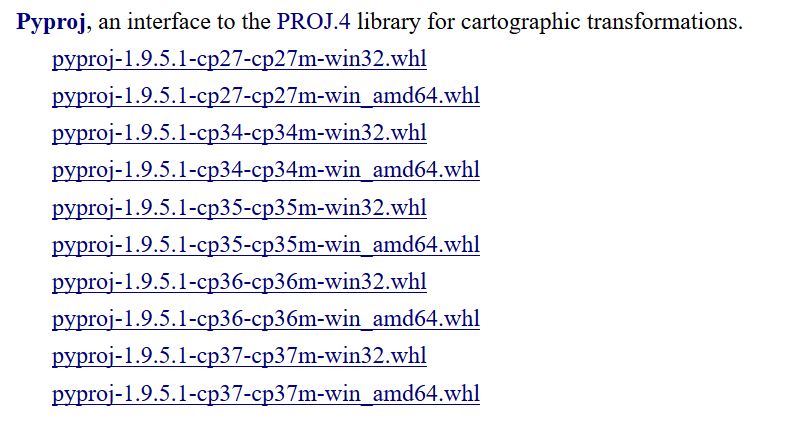 Pyproj, an interface to the PROJ.4 library for cartographic transformations.
pyproj-1.9.5.1-cp27-cp27m-win32.whl
pyproj-1.9.5.1-cp27-cp27m-win_amd64.whl
pyproj-1.9.5.1-cp34-cp34m-win32.whl
pyproj-1.9.5.1-cp34-cp34m-win_amd64.whl
pyproj-1.9.5.1-cp35-cp35m-win32.whl
pyproj-1.9.5.1-cp35-cp35m-win_amd64.whl
pyproj-1.9.5.1-cp36-cp36m-win32.whl
pyproj-1.9.5.1-cp36-cp36m-win_amd64.whl
pyproj-1.9.5.1-cp37-cp37m-win32.whl
pyproj-1.9.5.1-cp37-cp37m-win_amd64.whl